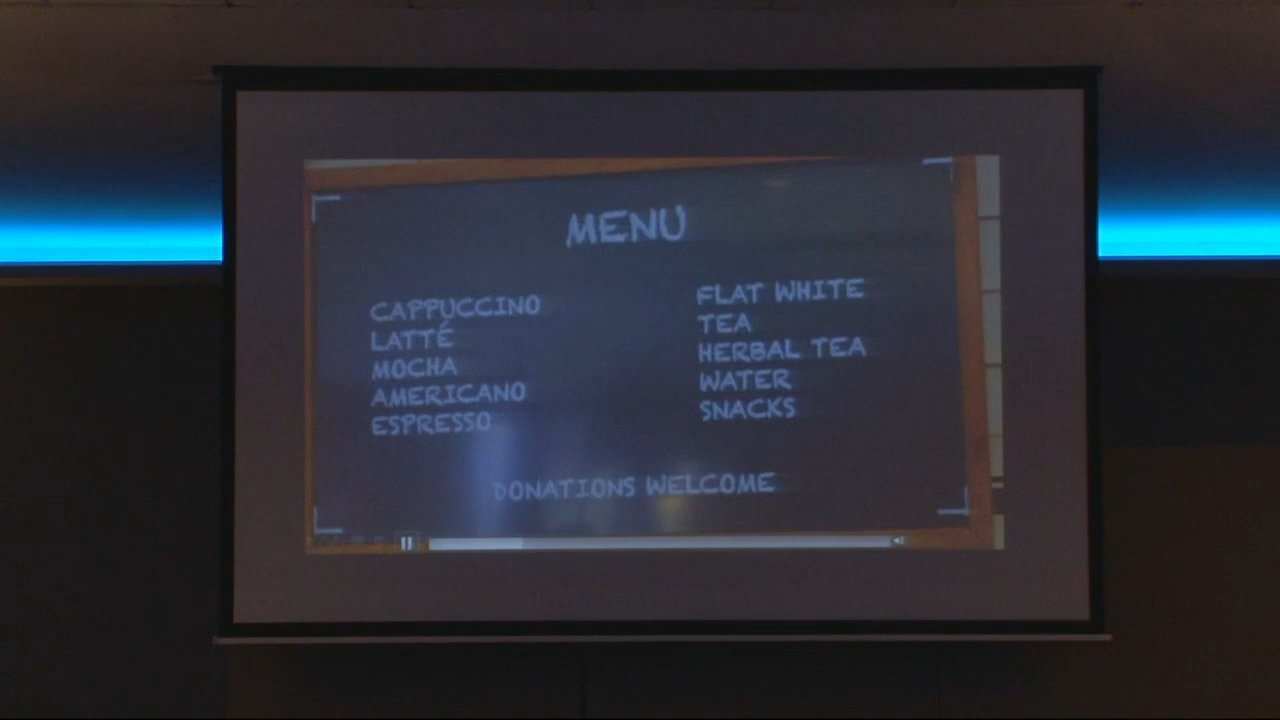 MENU
CAPPUCCINO
LATTÉ
MOCHA
AMERICANO
ESPRESSO
FLAT WHITE
TEA
HERBAL TEA
WATER
SNACKS
DONATIONS WELCOME